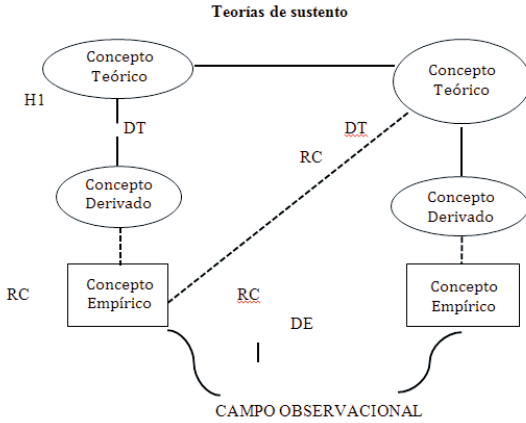 Teorías de sustento
Concepto
Teórico
Concepto
Teórico
H1
DT
DT
RC
Concepto
Derivado
Concepto
Derivado
RC
Concepto
Empírico
RC
Concepto
Empírico
DE
CAMPO OBSERVACIONAL